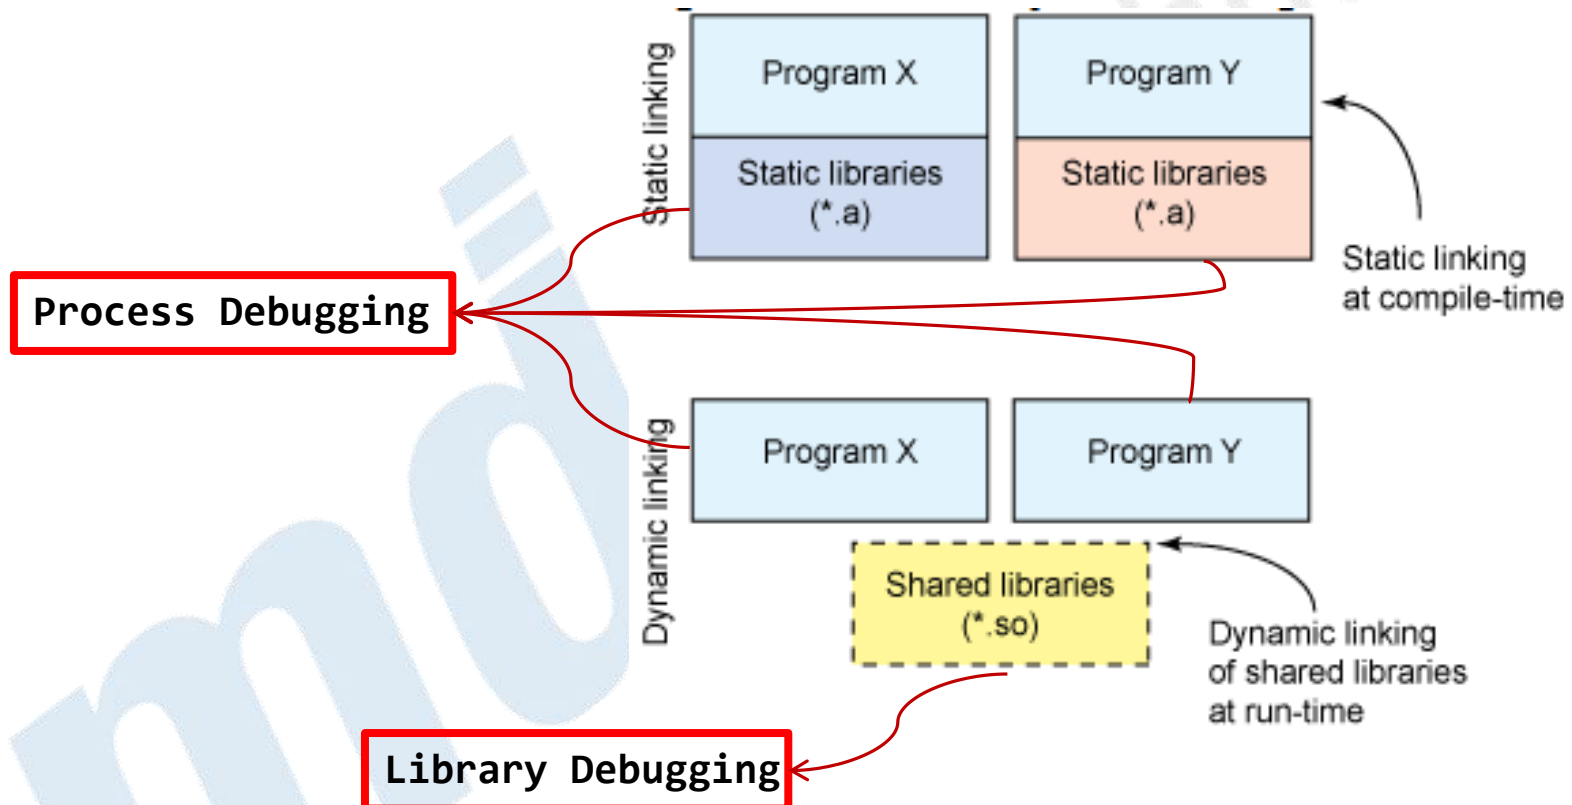 Static linking
Program X
Program Y
Static libraries
(*.a)
Static libraries
(*.a)
Static linking
at compile-time
Process Debugging
Dynamic linking
Program X
Program Y
Shared libraries
(*.so)
Dynamic linking
of shared libraries
at run-time
Library Debugging